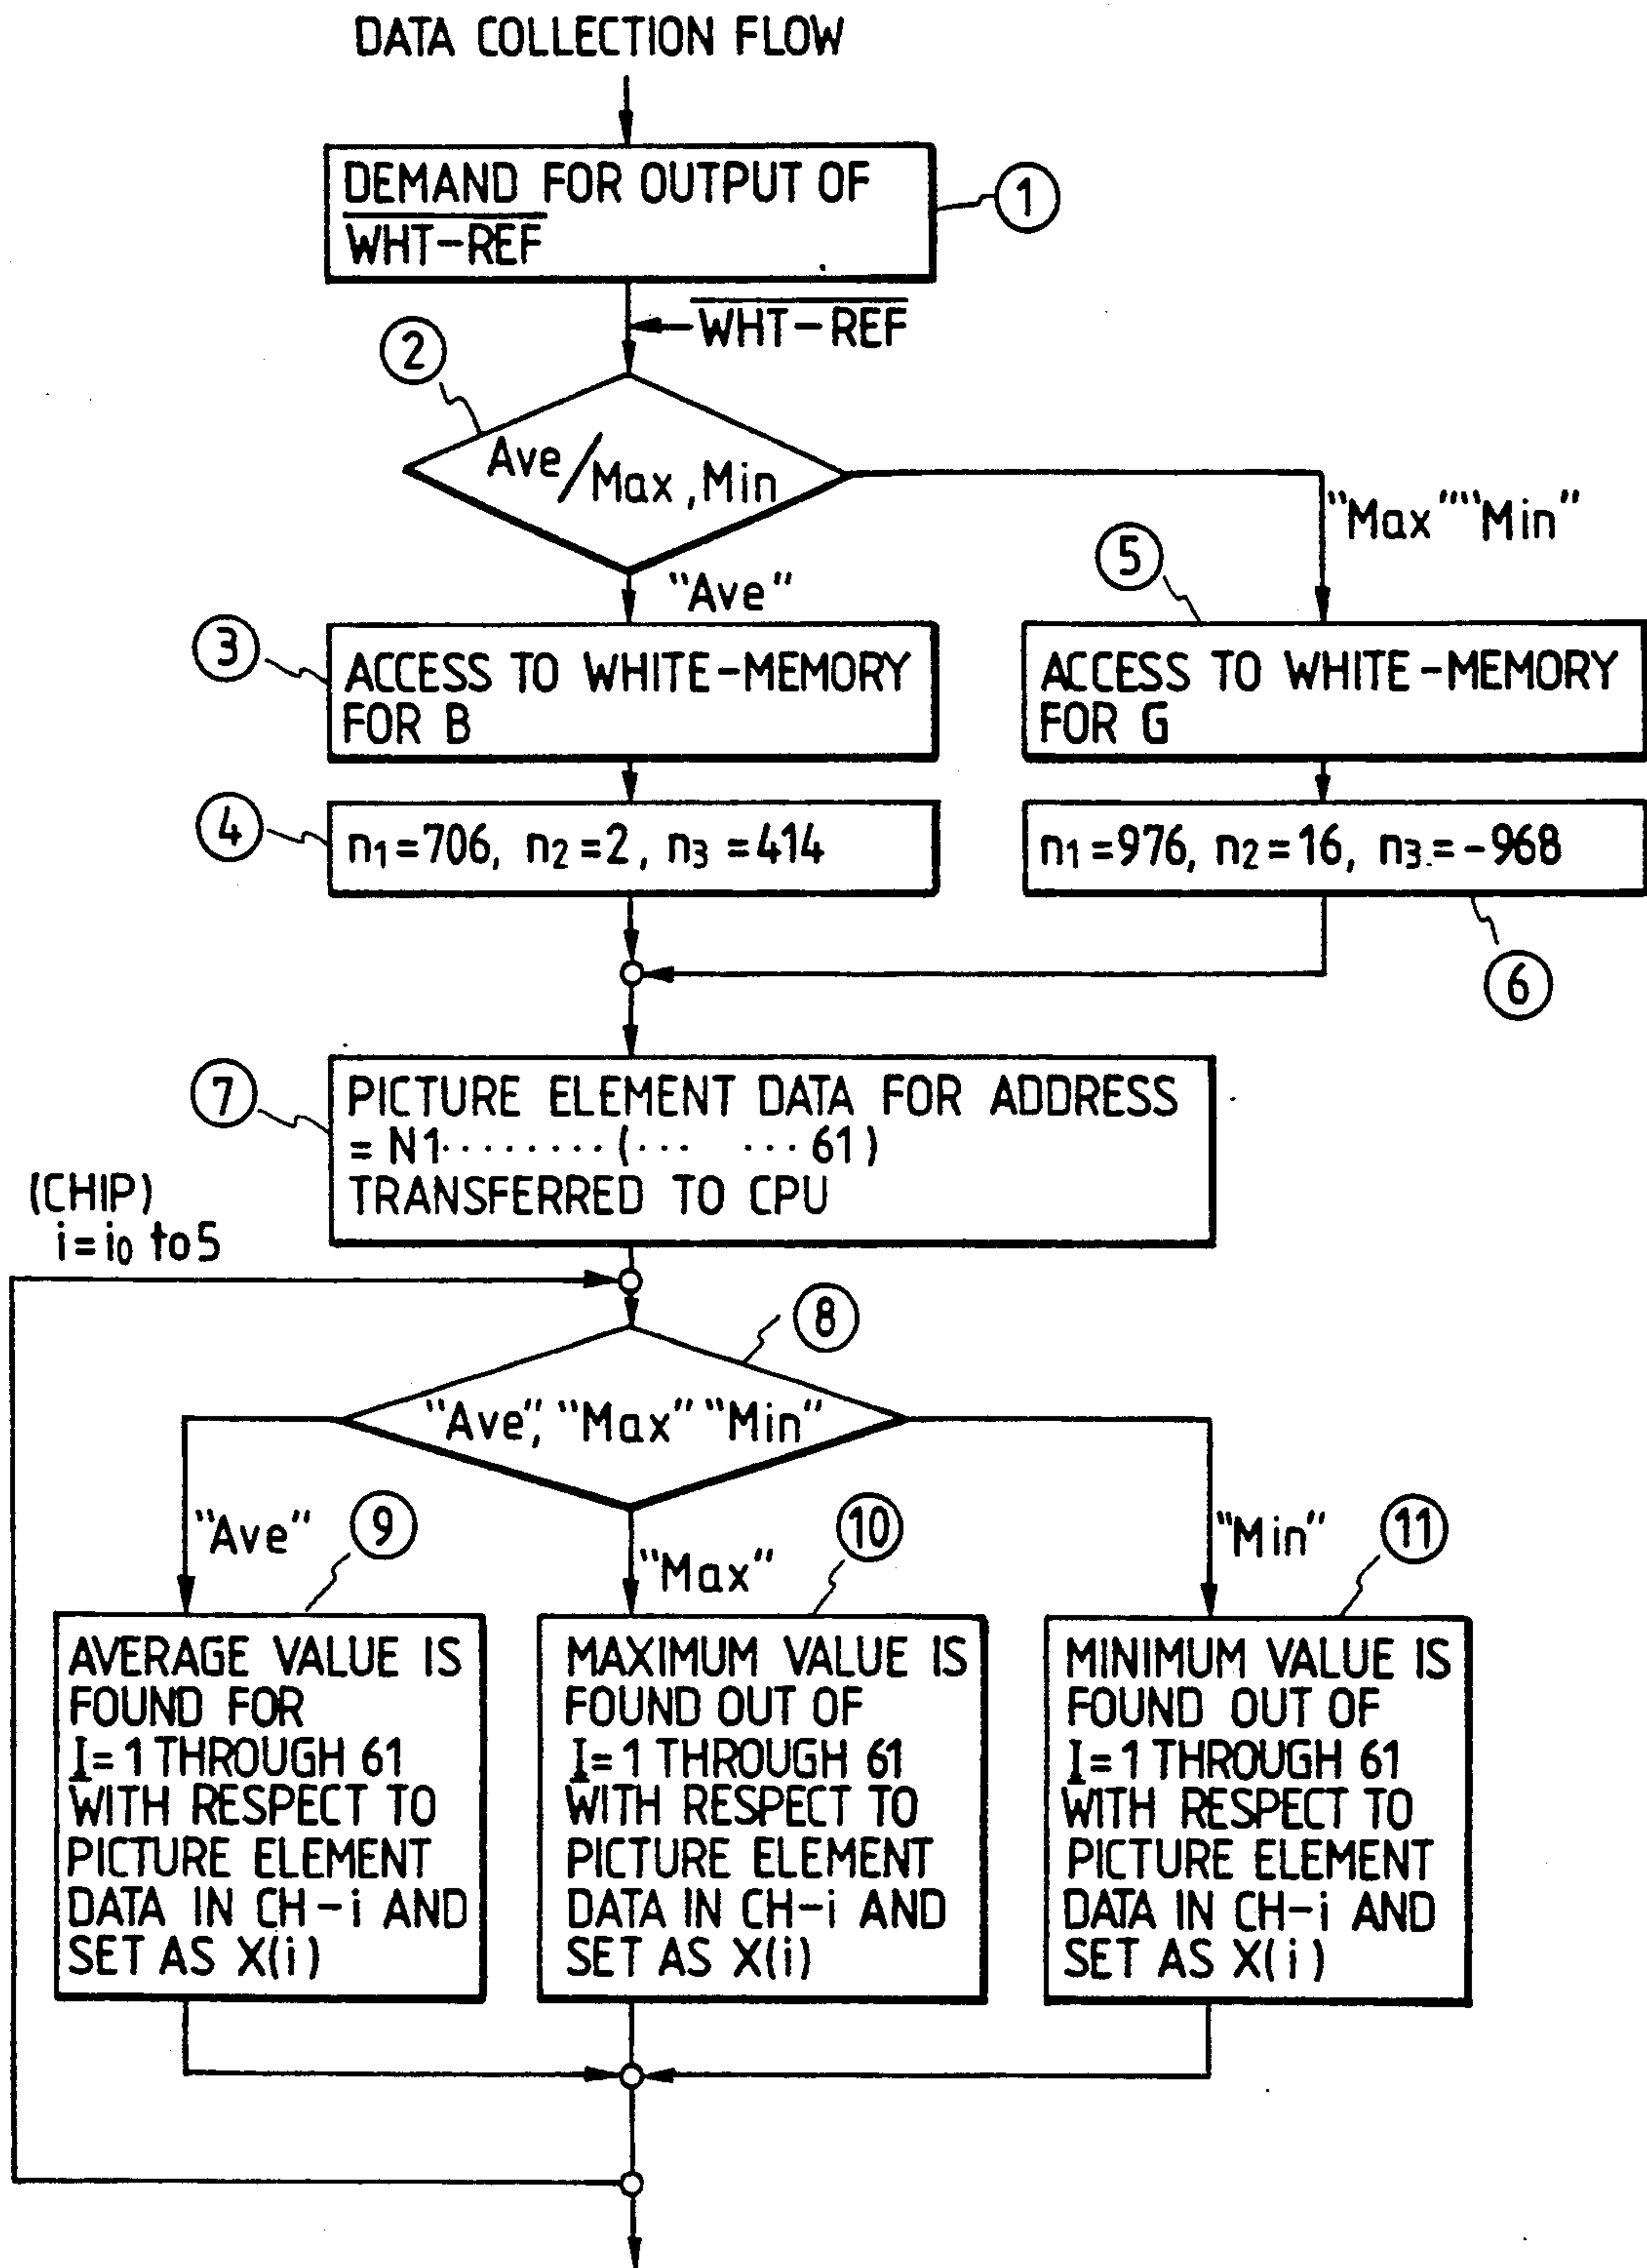 DATA COLLECTION FLOW
DEMAND FOR OUTPUT OF
WHT-REF
1
WHT-REF
2
Ave/Max, Min
"Max" "Min"
"Ave"
3
ACCESS TO WHITE-MEMORY
FOR B
5
ACCESS TO WHITE-MEMORY
FOR G
4
n1=706, n2=2, n3=414
n1=976, n2=16, n3=-968
6
7
PICTURE ELEMENT DATA FOR ADDRESS
=N1········(··· ···61)
TRANSFERRED TO CPU
(CHIP)
i=i0 to 5
8
"Ave", "Max" "Min"
"Ave"
9
"Max"
10
"Min"
11
AVERAGE VALUE IS
FOUND FOR
I=1 THROUGH 61
WITH RESPECT TO
PICTURE ELEMENT
DATA IN CH-i AND
SET AS X(i)
MAXIMUM VALUE IS
FOUND OUT OF
I=1 THROUGH 61
WITH RESPECT TO
PICTURE ELEMENT
DATA IN CH-i AND
SET AS X(i)
MINIMUM VALUE IS
FOUND OUT OF
I=1 THROUGH 61
WITH RESPECT TO
PICTURE ELEMENT
DATA IN CH-i AND
SET AS X(i)